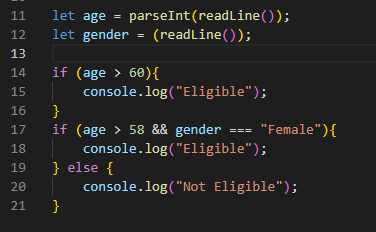 11 let age = parseInt(readLine());
12 let gender = (readLine());
13
14 if (age > 60){
15     console.log("Eligible");
16 }
17 if (age > 58 && gender === "Female"){
18     console.log("Eligible");
19 } else {
20     console.log("Not Eligible");
21 }